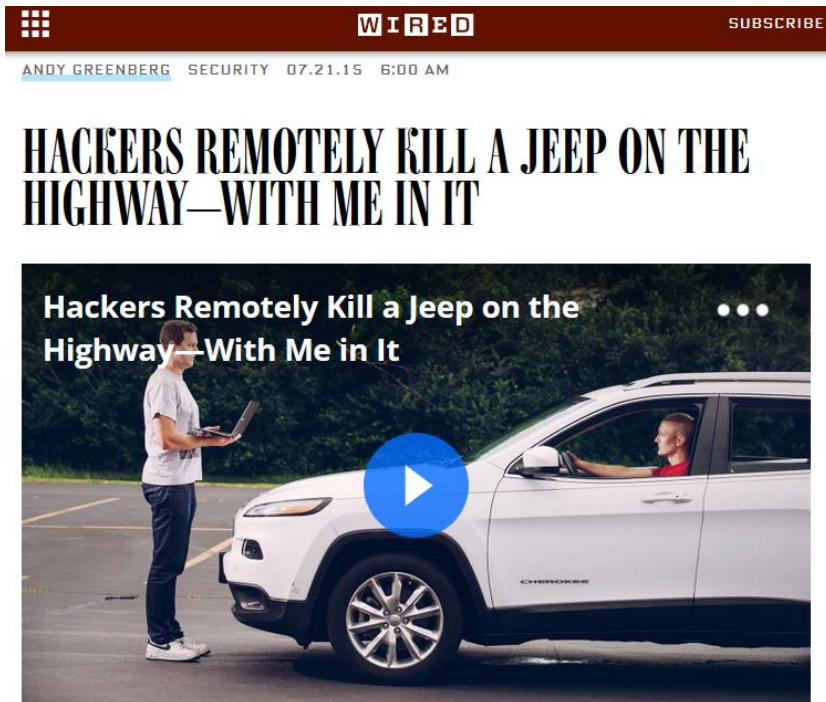 WIRED
SUBSCRIBE
ANDY GREENBERG SECURITY 07.21.15 6:00 AM
HACKERS REMOTELY KILL A JEEP ON THE
HIGHWAY—WITH ME IN IT
Hackers Remotely Kill a Jeep on the
Highway—With Me in It
CHEROKEE